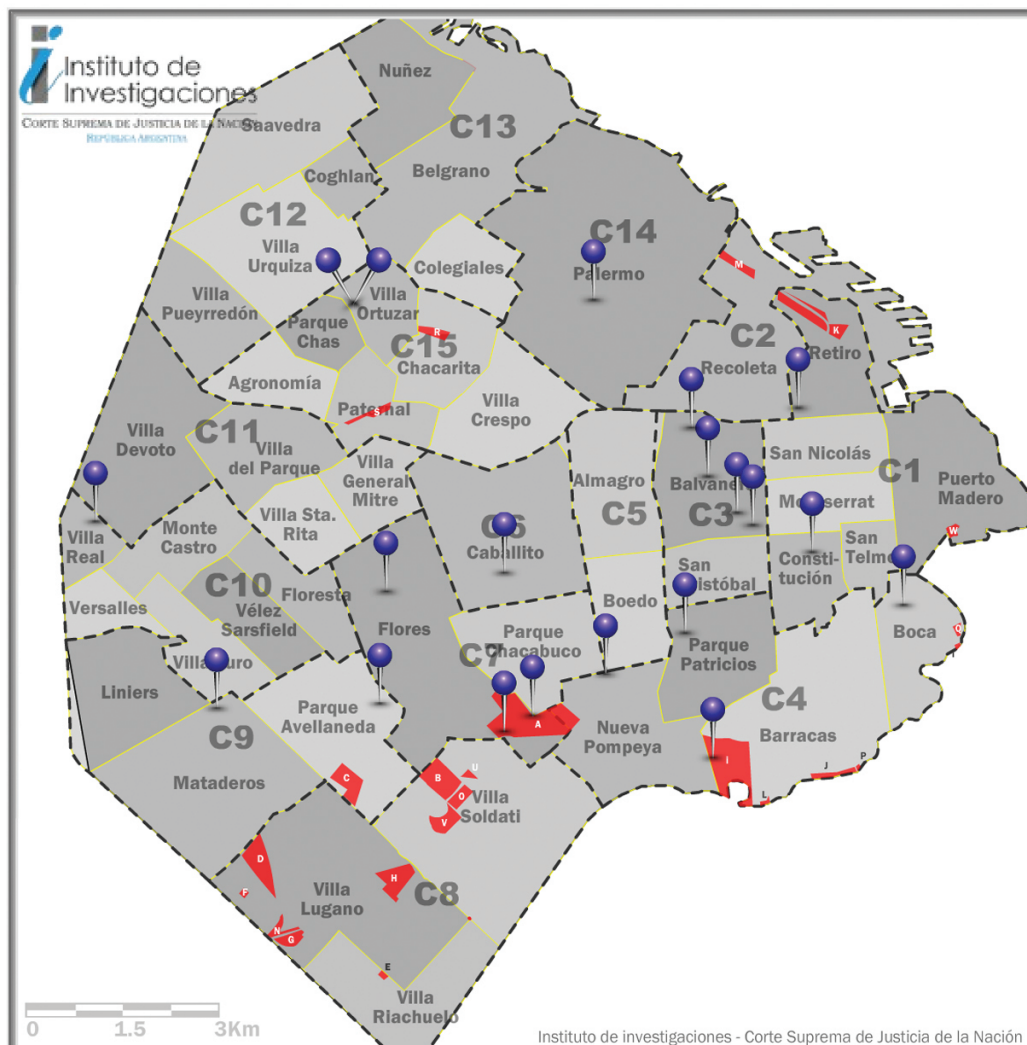 Instituto de
Investigaciones
CORTE SUPREMA DE JUSTICIA DE LA NACIÓN
REPÚBLICA ARGENTINA
Nuñez
Saavedra
C13
Coghlan
Belgrano
C12
C14
Villa
Urquiza
Colegiales
Palermo
M
Villa
Pueyrredón
Villa
Ortuzar
Parque
Chas
R
K
C15
C2
Retiro
Chacarita
Recoleta
Agronomía
Paternal
S
Villa
Crespo
Villa
Devoto
C11
Villa
del Parque
San Nicolás
Villa
General
Mitre
Almagro
Balvanera
C1
Puerto
Madero
Villa Sta.
Rita
C5
C3
Montserrat
Monte
Castro
C6
Caballito
W
Villa
Real
San
Telmo
Consti-
tución
San
Cristóbal
C10
Floresta
Versalles
Vélez
Sarsfield
Boedo
Flores
Parque
Chacabuco
Boca
Q
T
Parque
Patricios
Villa Luro
C7
Liniers
C4
Parque
Avellaneda
A
Nueva
Pompeya
Barracas
C9
I
J
P
L
Mataderos
C
B
U
O
V
Villa
Soldati
D
H
F
Villa
Lugano
C8
N
G
E
Villa
Riachuelo
0 1.5 3Km
Instituto de investigaciones - Corte Suprema de Justicia de la Nación